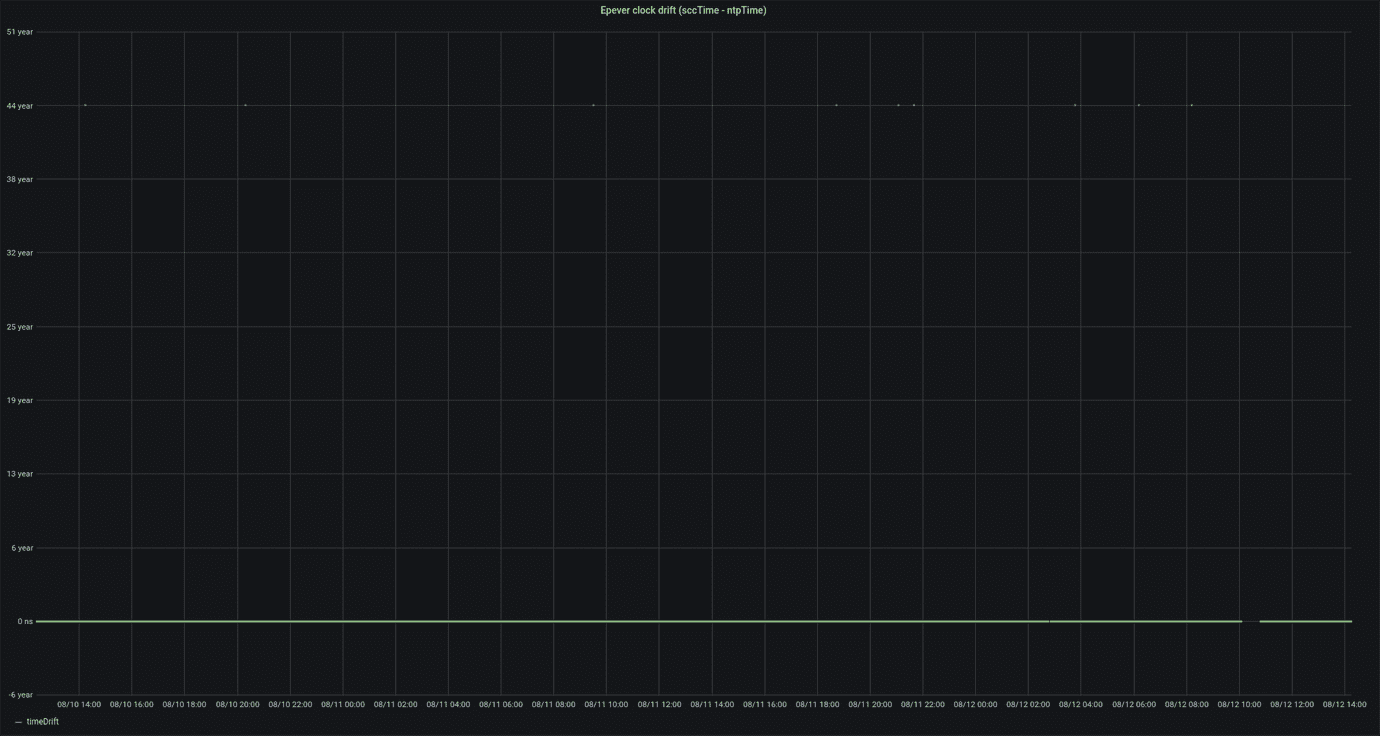 Epever clock drift (sccTime - ntpTime)
51 year
44 year
38 year
32 year
25 year
19 year
13 year
6 year
0 ns
-6 year
08/10 14:00 08/10 16:00 08/10 18:00 08/10 20:00 08/10 22:00 08/11 00:00 08/11 02:00 08/11 04:00 08/11 06:00 08/11 08:00 08/11 10:00 08/11 12:00 08/11 14:00 08/11 16:00 08/11 18:00 08/11 20:00 08/11 22:00 08/12 00:00 08/12 02:00 08/12 04:00 08/12 06:00 08/12 08:00 08/12 10:00 08/12 12:00 08/12 14:00
timeDrift